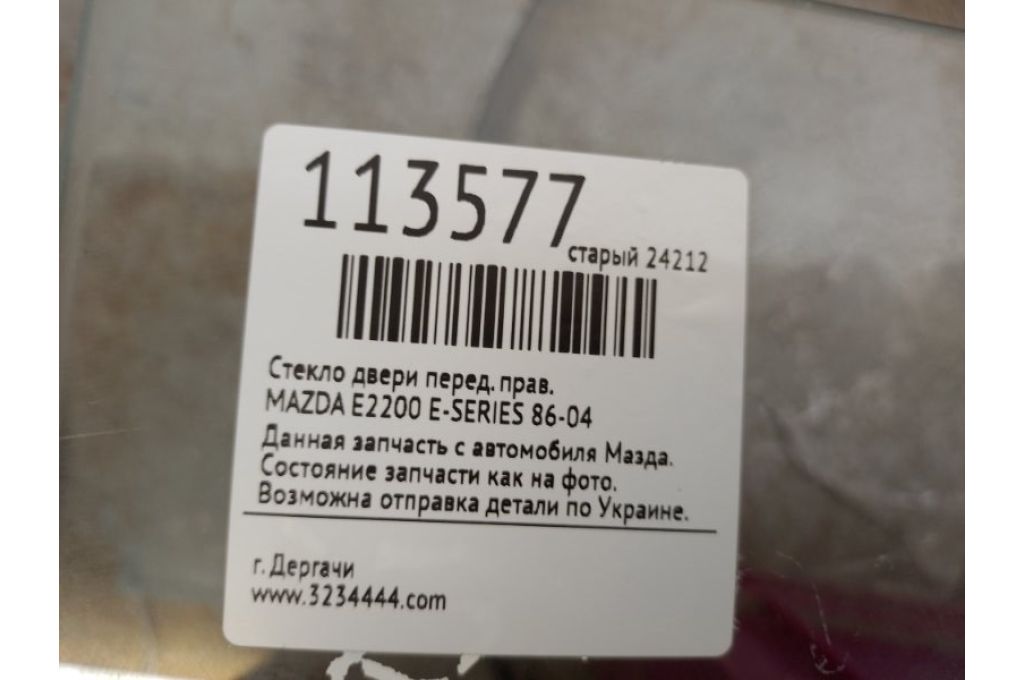 113577
старый 24212
Стекло двери перед. прав.
MAZDA E2200 E-SERIES 86-04
Данная запчасть с автомобиля Мазда.
Состояние запчасти как на фото.
Возможна отправка детали по Украине.
г. Дергачи
www.3234444.com